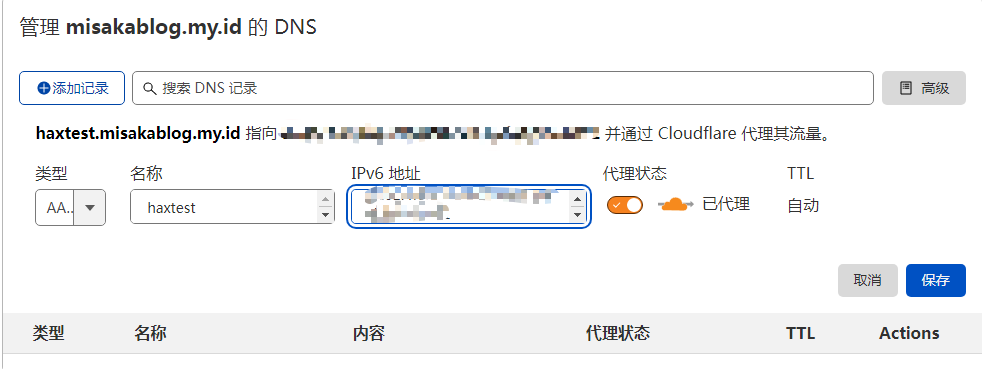 管理 misakablog.my.id 的 DNS
添加记录
搜索 DNS 记录
高级
haxtest.misakablog.my.id 指向 并通过 Cloudflare 代理其流量。
类型 名称 IPv6 地址 代理状态 TTL
AA... haxtest 已代理 自动
取消 保存
类型 名称 内容 代理状态 TTL Actions